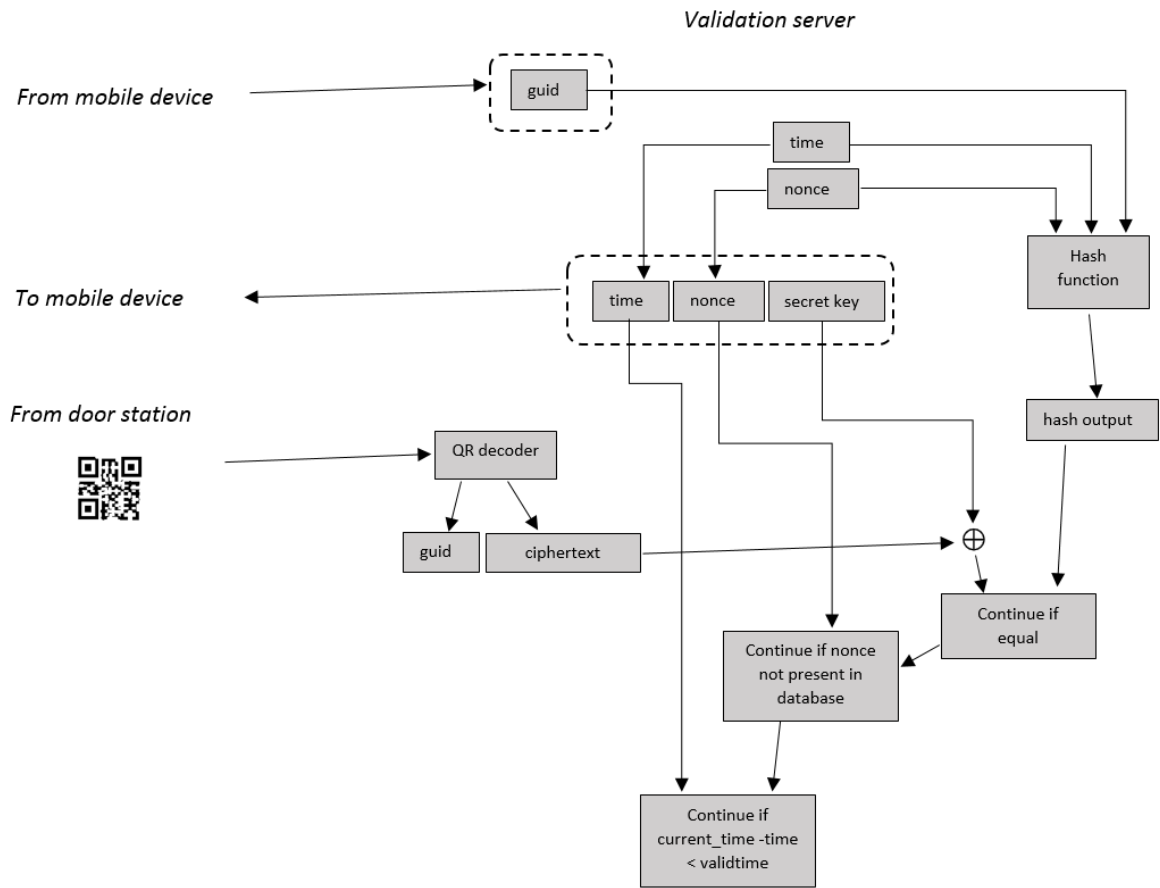 Validation server
From mobile device
guid
time
nonce
Hash
function
To mobile device
time
nonce
secret key
hash output
From door station
QR decoder
guid
ciphertext
Continue if
equal
Continue if nonce
not present in
database
Continue if
current_time -time
< validtime